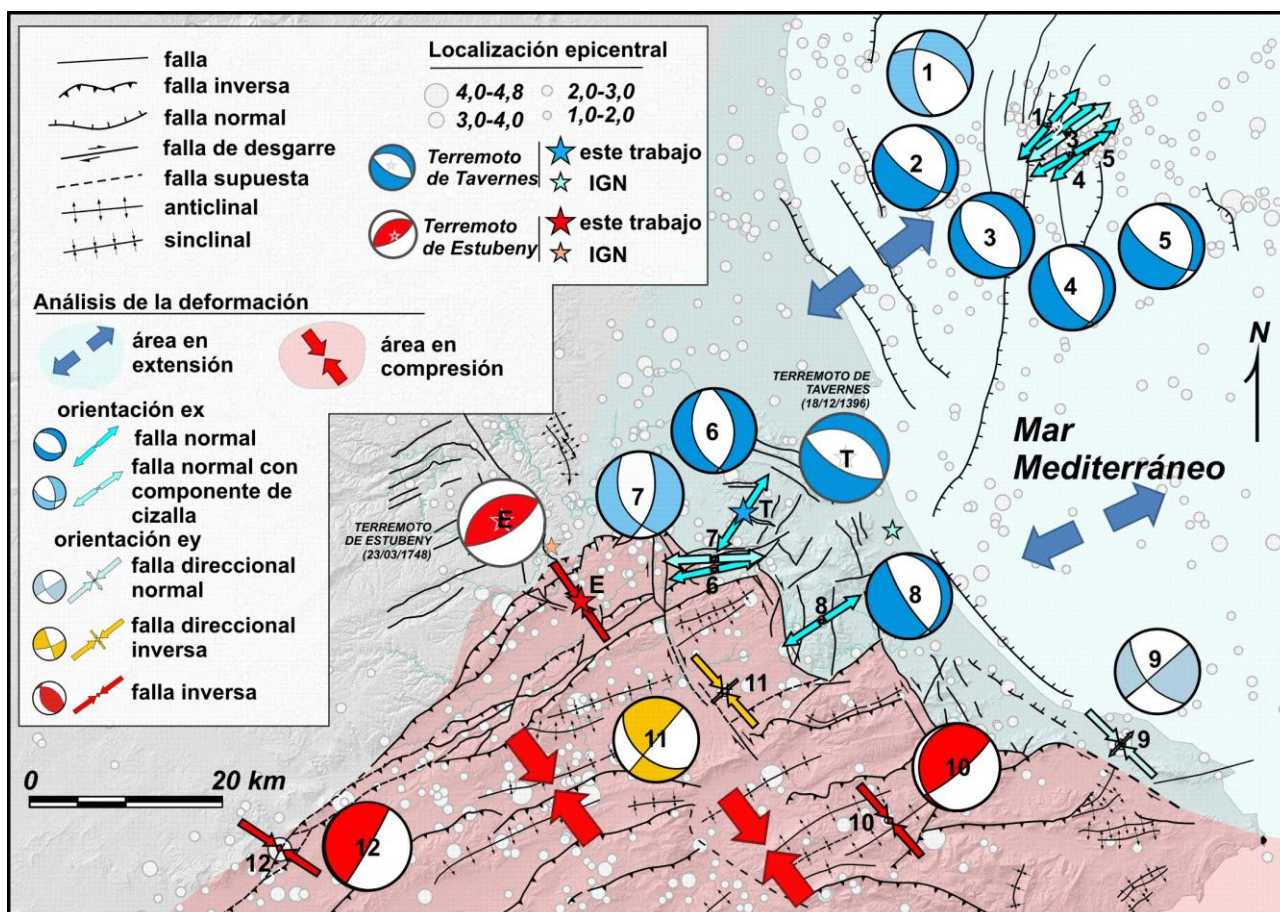 falla
falla inversa
falla normal
falla de desgarre
falla supuesta
anticlinal
sinclinal
Localización epicentral
4,0-4,8
2,0-3,0
3,0-4,0
1,0-2,0
Terremoto
de Tavernes
este trabajo
IGN
Terremoto
de Estubeny
este trabajo
IGN
Análisis de la deformación
área en
extensión
área en
compresión
orientación ex
falla normal
falla normal con
componente de
cizalla
orientación ey
falla direccional
normal
falla direccional
inversa
falla inversa
0 20 km
1
2
3
4
5
1
3
4
5
N
Mar
Mediterráneo
TERREMOTO DE
TAVERNES
(18/12/1396)
6
T
7
E
TERREMOTO
DE ESTUBENY
(23/03/1748)
T
7
6
E
8
8
9
9
11
11
10
10
12
12